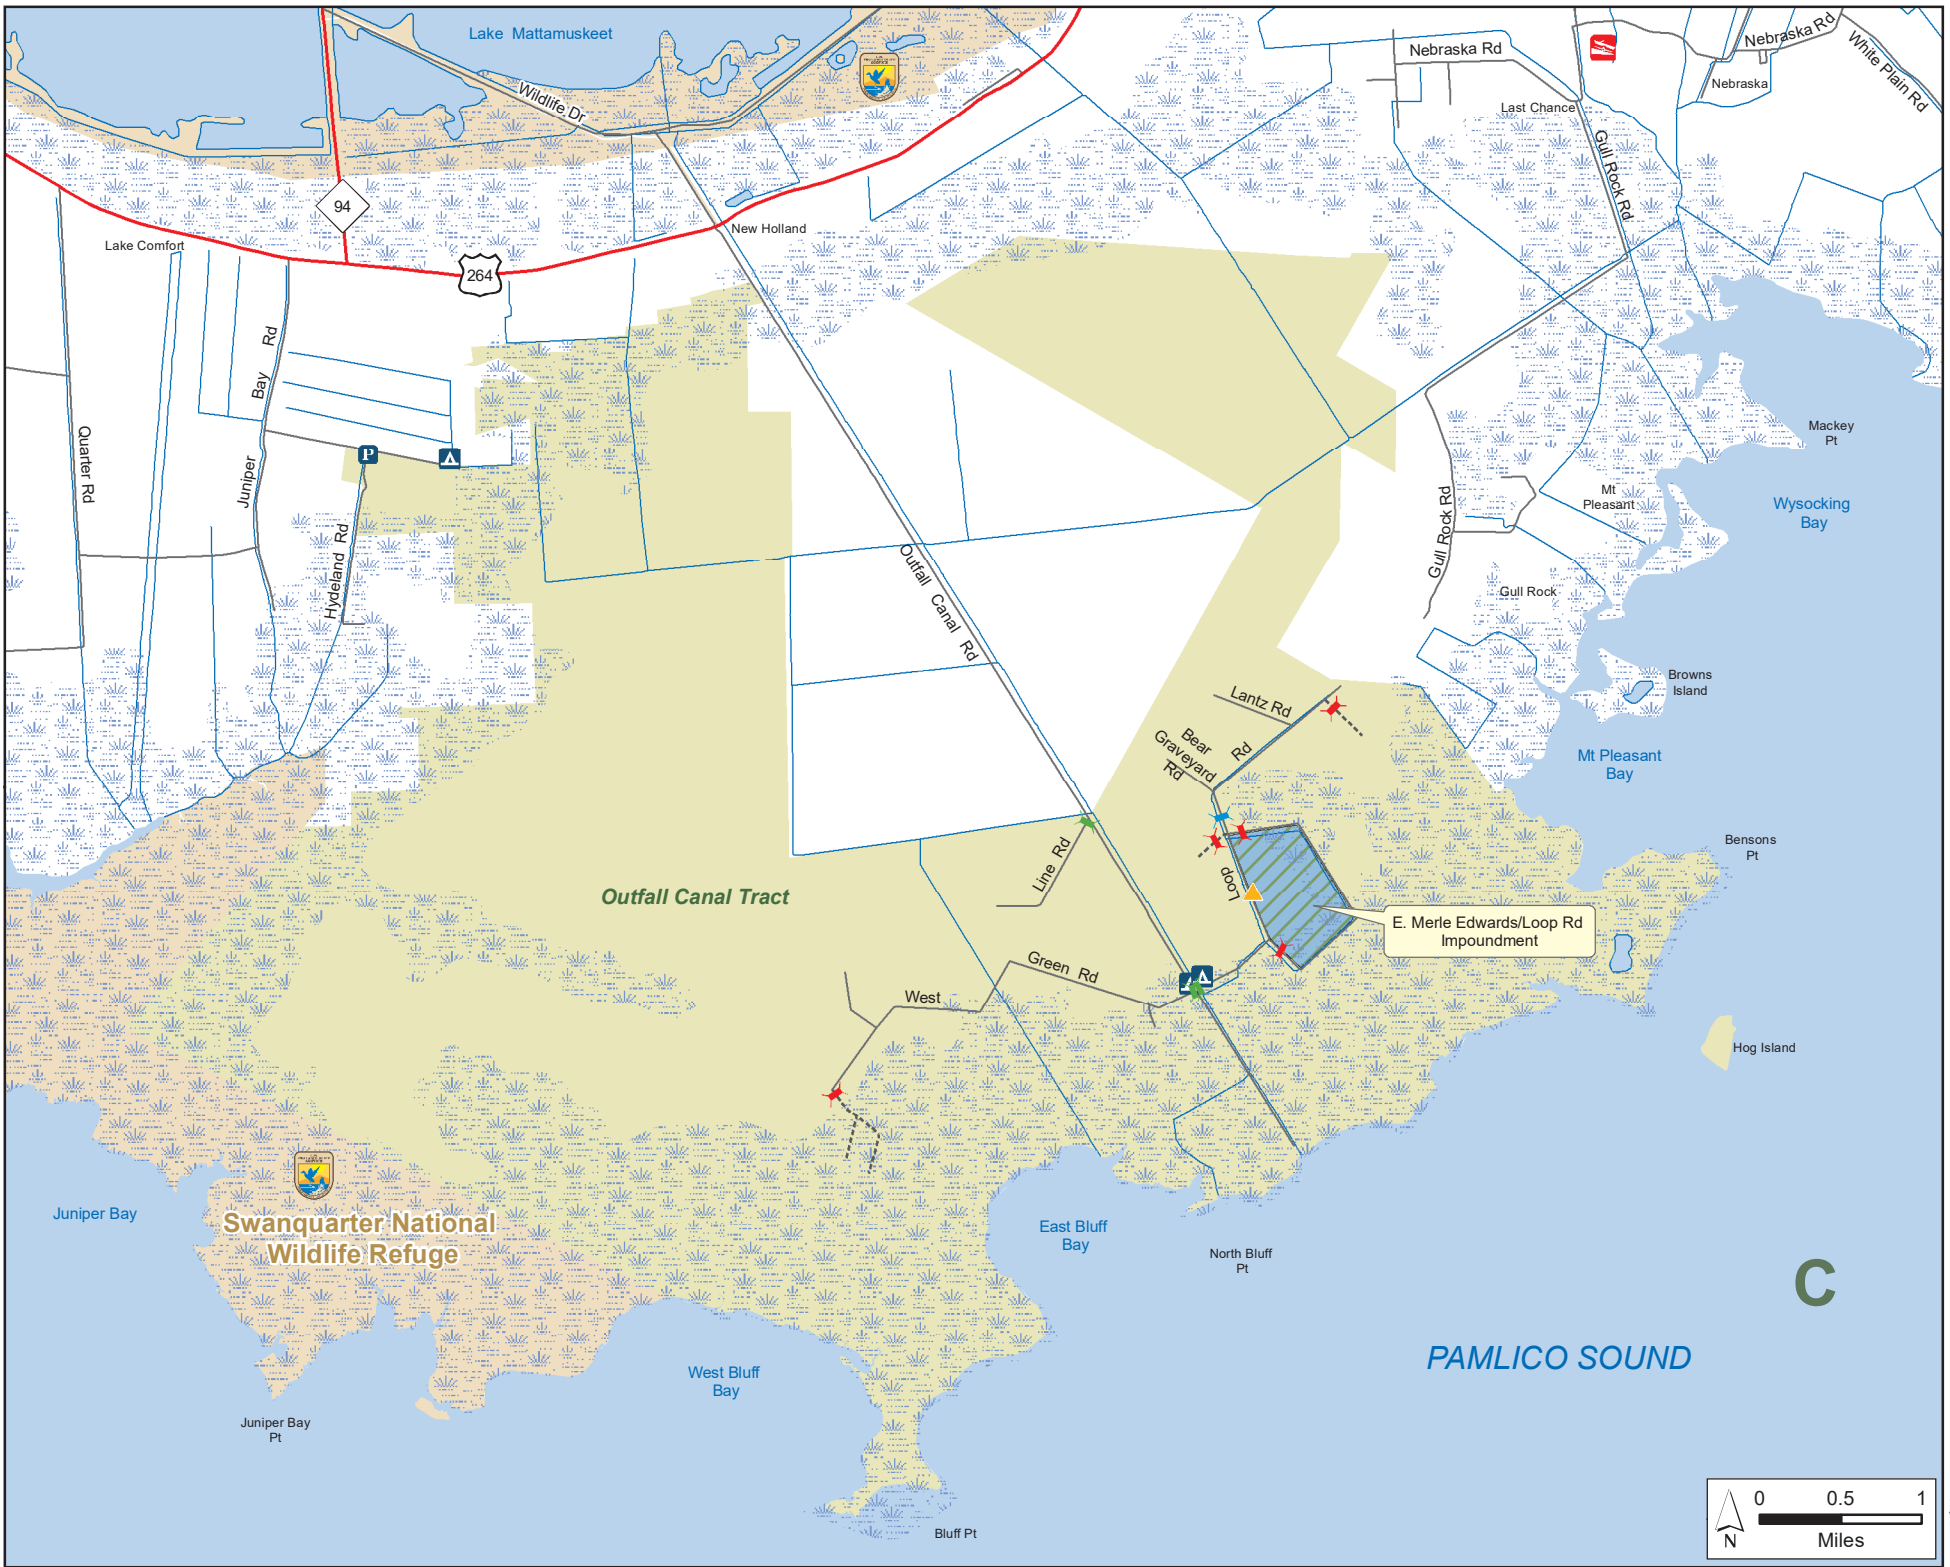 Lake Mattamuskeet
Wildlife Dr
Nebraska Rd
Nebraska Rd
White Plain Rd
Nebraska
Last Chance
Gull Rock Rd
94
New Holland
Lake Comfort
264
Juniper Bay Rd
Quarter Rd
Hydeland Rd
P
Mackey
Pt
Mt
Pleasant
Wysocking
Bay
Gull Rock Rd
Outfall Canal Rd
Gull Rock
Browns
Island
Lantz Rd
Bear
Graveyard
Rd
Rd
Mt Pleasant
Bay
Bensons
Pt
Line Rd
Loop
Outfall Canal Tract
E. Merle Edwards/Loop Rd
Impoundment
Green Rd
West
Hog Island
Juniper Bay
Swanquarter National
Wildlife Refuge
East Bluff
Bay
North Bluff
Pt
C
PAMLICO SOUND
West Bluff
Bay
Juniper Bay
Pt
Bluff Pt
0 0.5 1
Miles
N